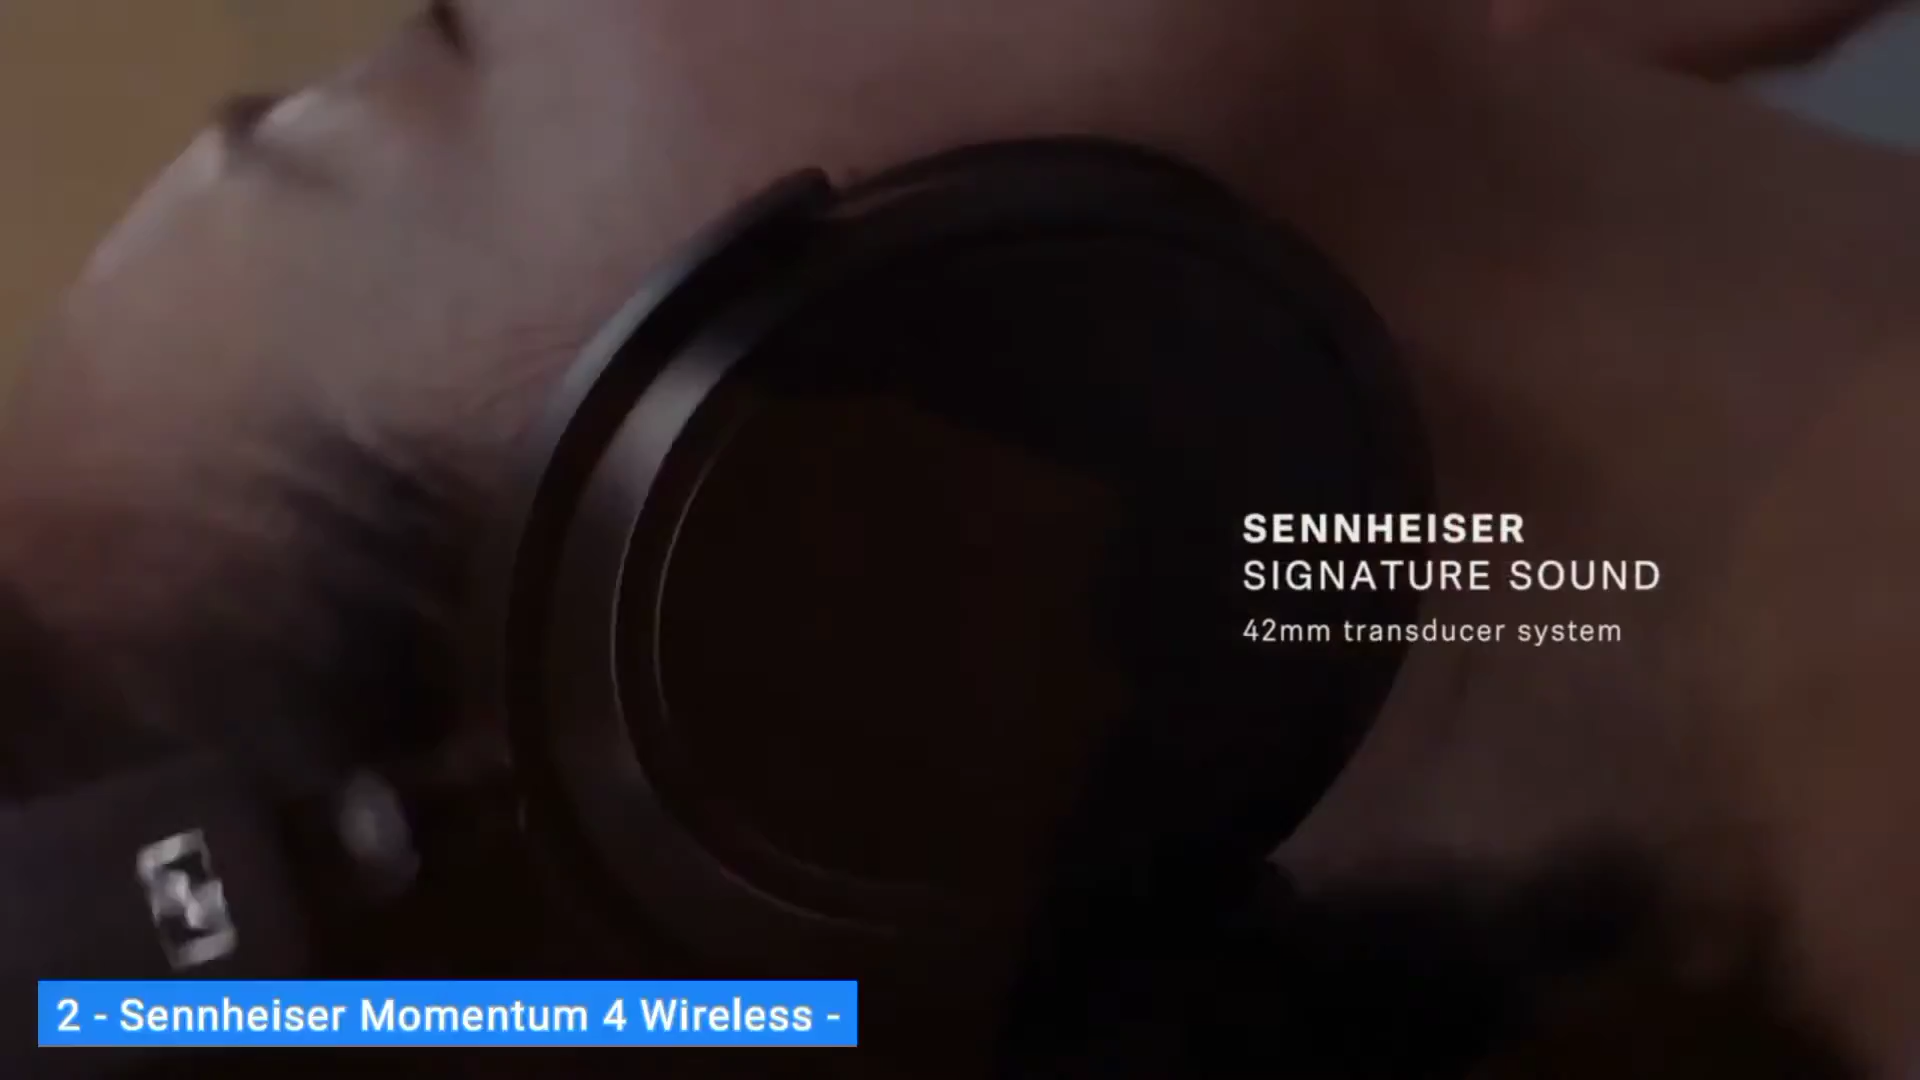 SENNHEISER
SIGNATURE SOUND
42mm transducer system
2 - Sennheiser Momentum 4 Wireless -